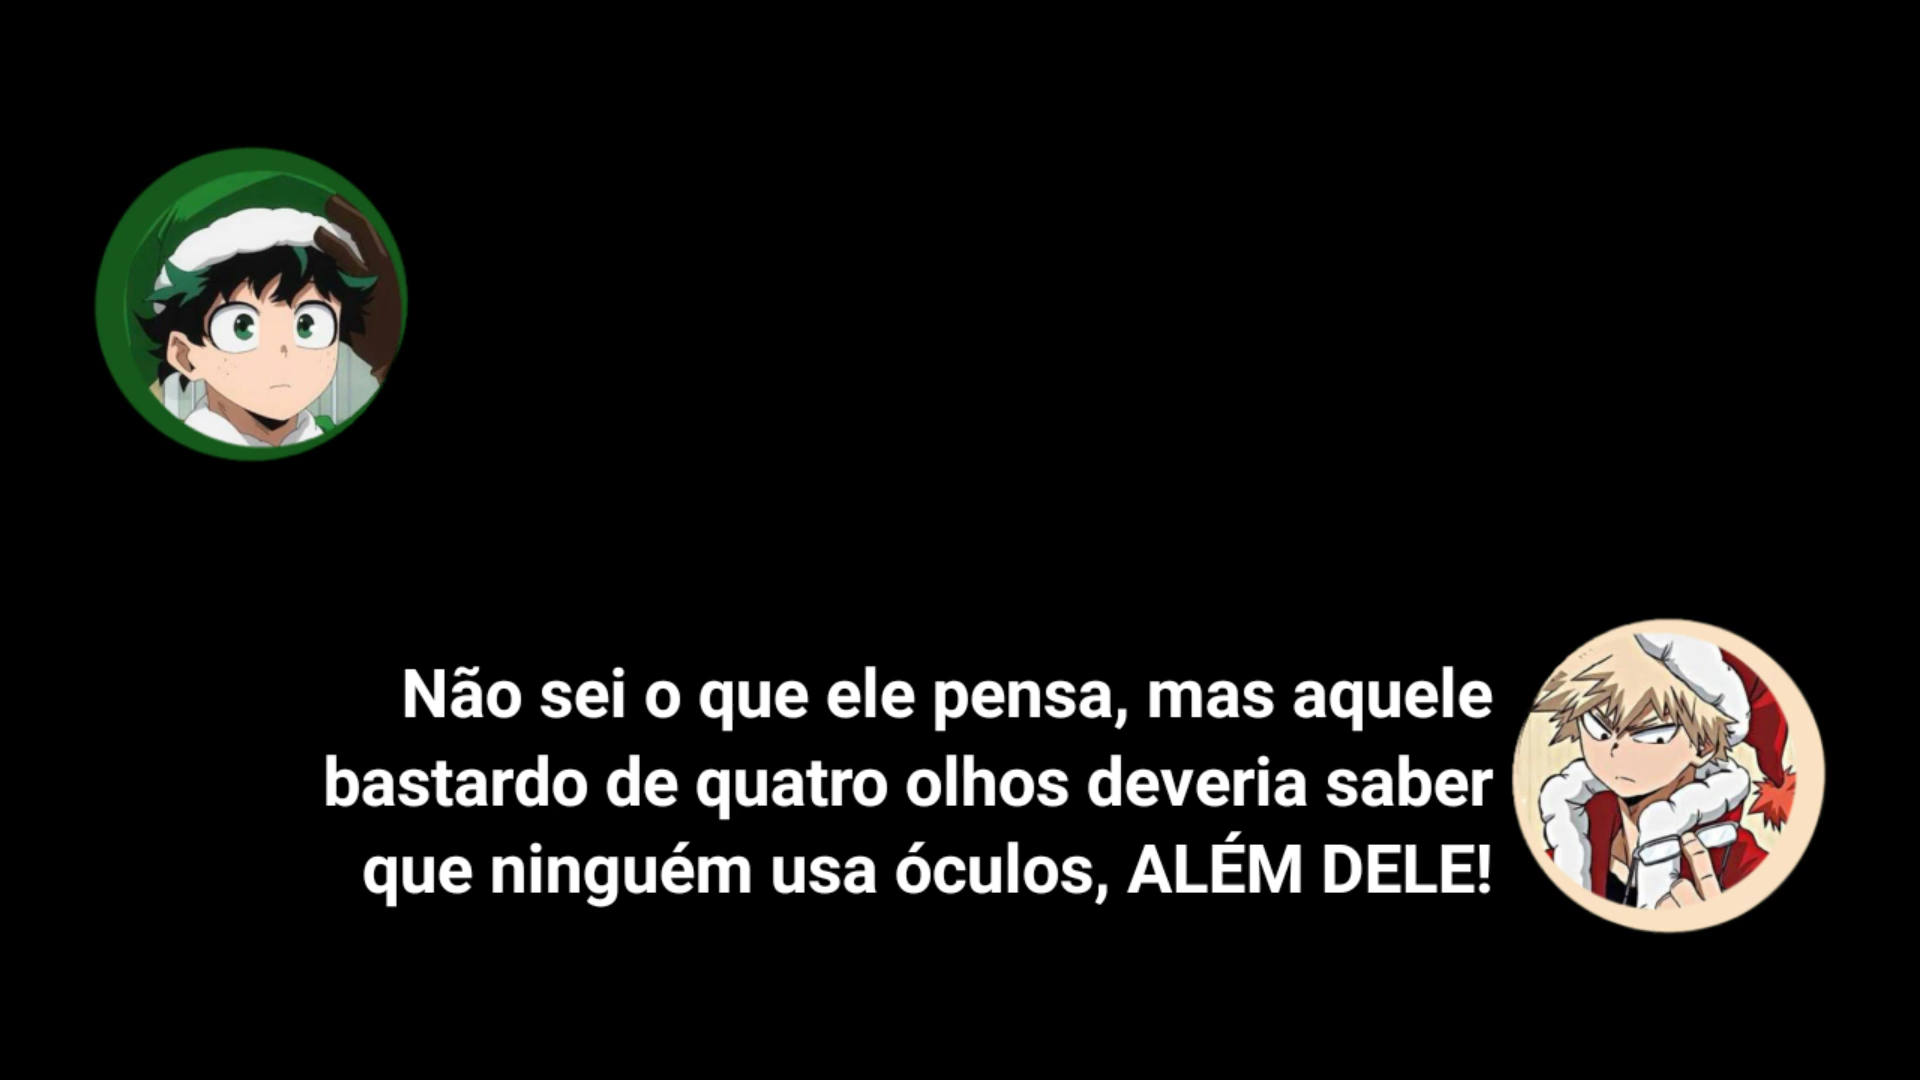 Não sei o que ele pensa, mas aquele
bastardo de quatro olhos deveria saber
que ninguém usa óculos, ALÉM DELE!